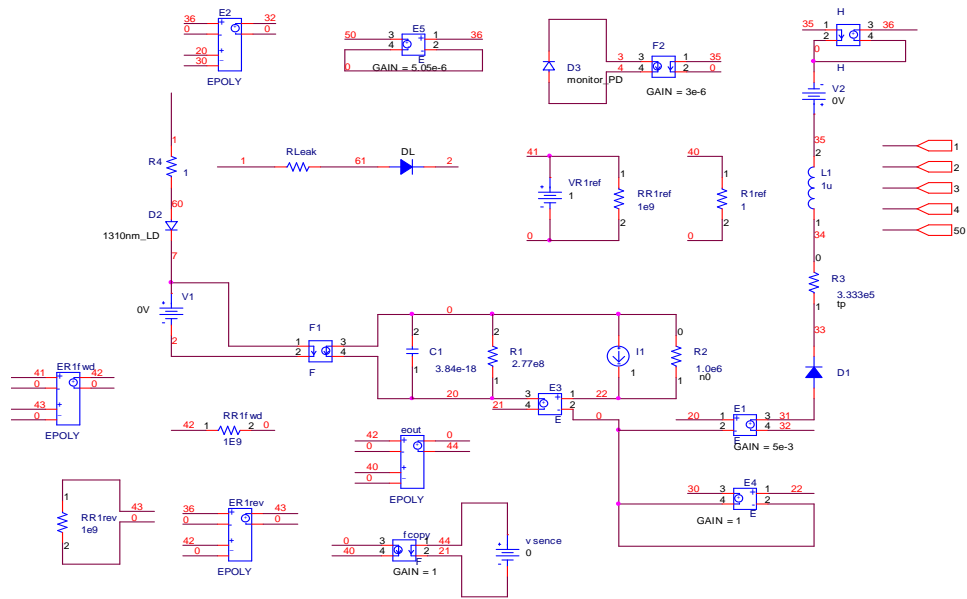 E2
36
0
32
0
20
30
EPOLY
E5
50
3
4
1
2
36
0
E
GAIN = 5.05e-6
D3
monitor_PD
F2
3
4
3
4
1
2
35
0
GAIN = 3e-6
H
35
1
2
3
4
36
0
H
V2
0V
1
R4
1
60
D2
1310nm_LD
7
V1
0V
2
1
RLeak
61
DL
2
41
VR1ref
1
0
1
RR1ref
1e9
2
40
1
R1ref
1
2
0
35
2
L1
1u
1
34
0
R3
3.333e5
tp
1
33
D1
1
2
3
4
50
F1
1
2
3
4
F
0
2
C1
3.84e-18
1
2
R1
2.77e8
1
I1
1
0
R2
1.0e6
n0
1
20
21
E3
3
4
1
2
E
22
0
20
E1
1
2
3
4
31
32
E
GAIN = 5e-3
ER1fwd
41
0
42
0
43
0
EPOLY
42
RR1fwd
1
2
0
1E9
eout
42
0
0
44
40
0
EPOLY
30
E4
3
4
1
2
22
E
GAIN = 1
1
RR1rev
1e9
2
43
0
ER1rev
36
0
43
0
42
0
EPOLY
fcopy
0
40
3
4
1
2
44
21
F
GAIN = 1
vsence
0